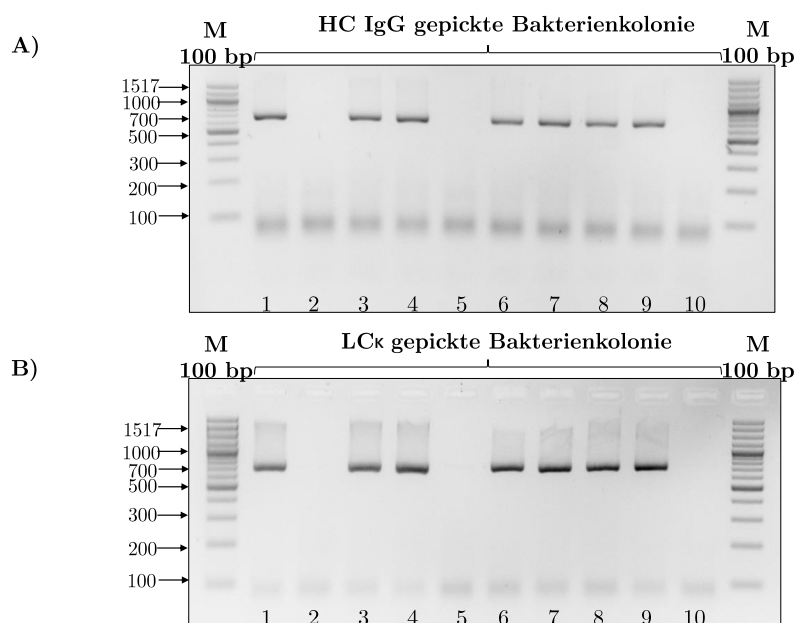 A)
M
100 bp
HC IgG gepickte Bakterienkolonie
M
100 bp
1517
1000
700
500
300
200
100
1 2 3 4 5 6 7 8 9 10
B)
M
100 bp
LCκ gepickte Bakterienkolonie
M
100 bp
1517
1000
700
500
300
200
100
1 2 3 4 5 6 7 8 9 10